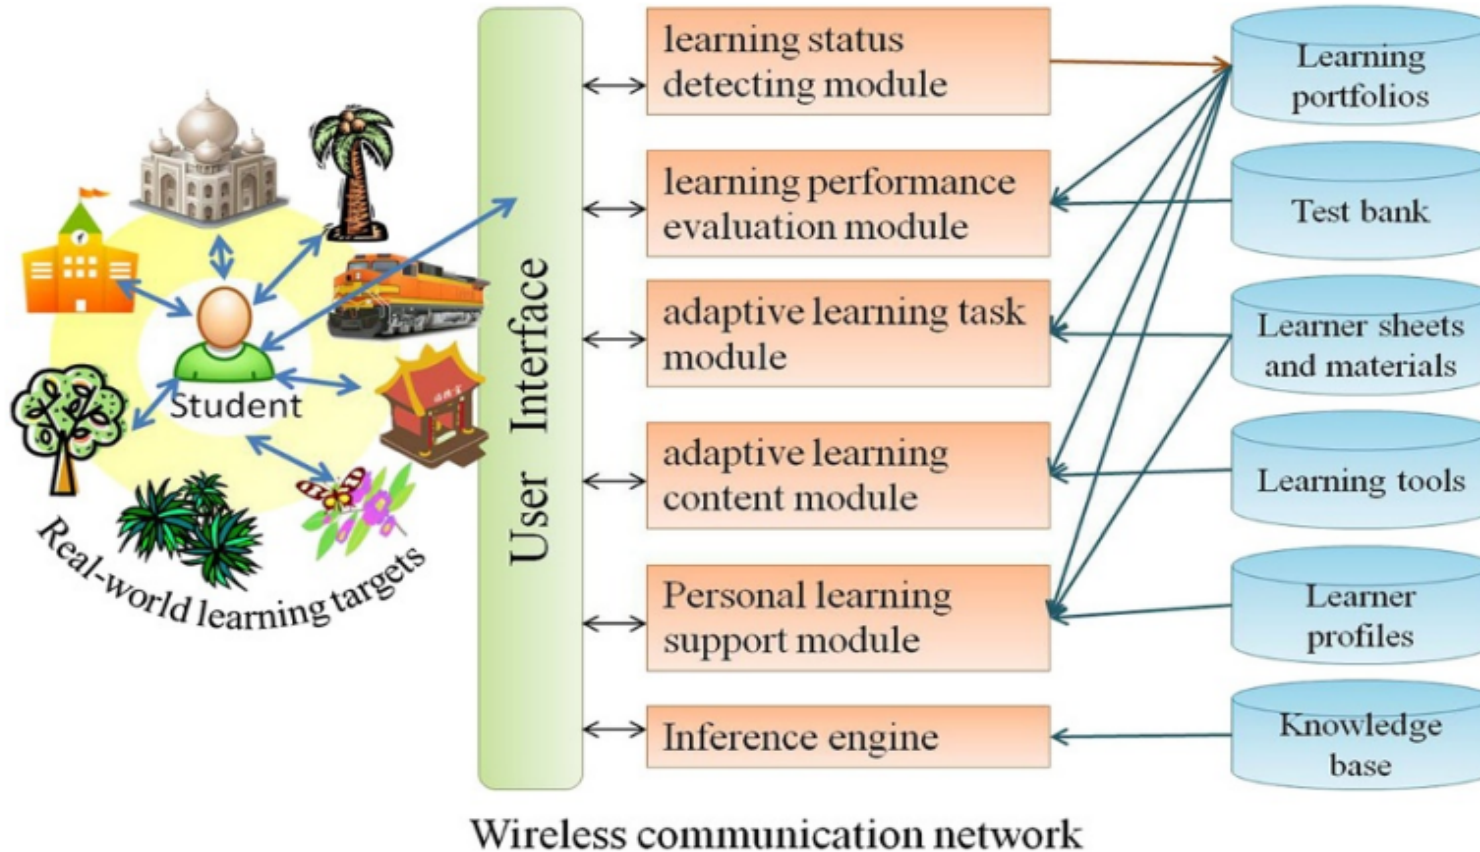 Student
Real-world learning targets
User Interface
learning status
detecting module
learning performance
evaluation module
adaptive learning task
module
adaptive learning
content module
Personal learning
support module
Inference engine
Learning
portfolios
Test bank
Learner sheets
and materials
Learning tools
Learner
profiles
Knowledge
base
Wireless communication network